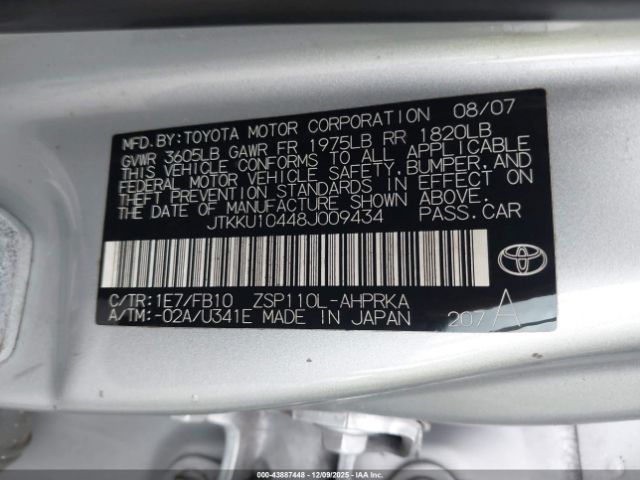 MFD.BY:TOYOTA MOTOR CORPORATION 08/07
GVWR 3605LB GAWR FR 1975LB RR 1820LB
THIS VEHICLE CONFORMS TO ALL APPLICABLE
FEDERAL MOTOR VEHICLE SAFETY,BUMPER,AND
THEFT PREVENTION STANDARDS IN EFFECT ON
THE DATE OF MANUFACTURE SHOWN ABOVE.
JTKKU10448J009434 PASS.CAR
C/TR:1E7/FB10 ZSP110L-AHPRKA
A/TM:-02A/U341E MADE IN JAPAN 207 A
000-43887448 - 12/09/2025 - IAAI.COM